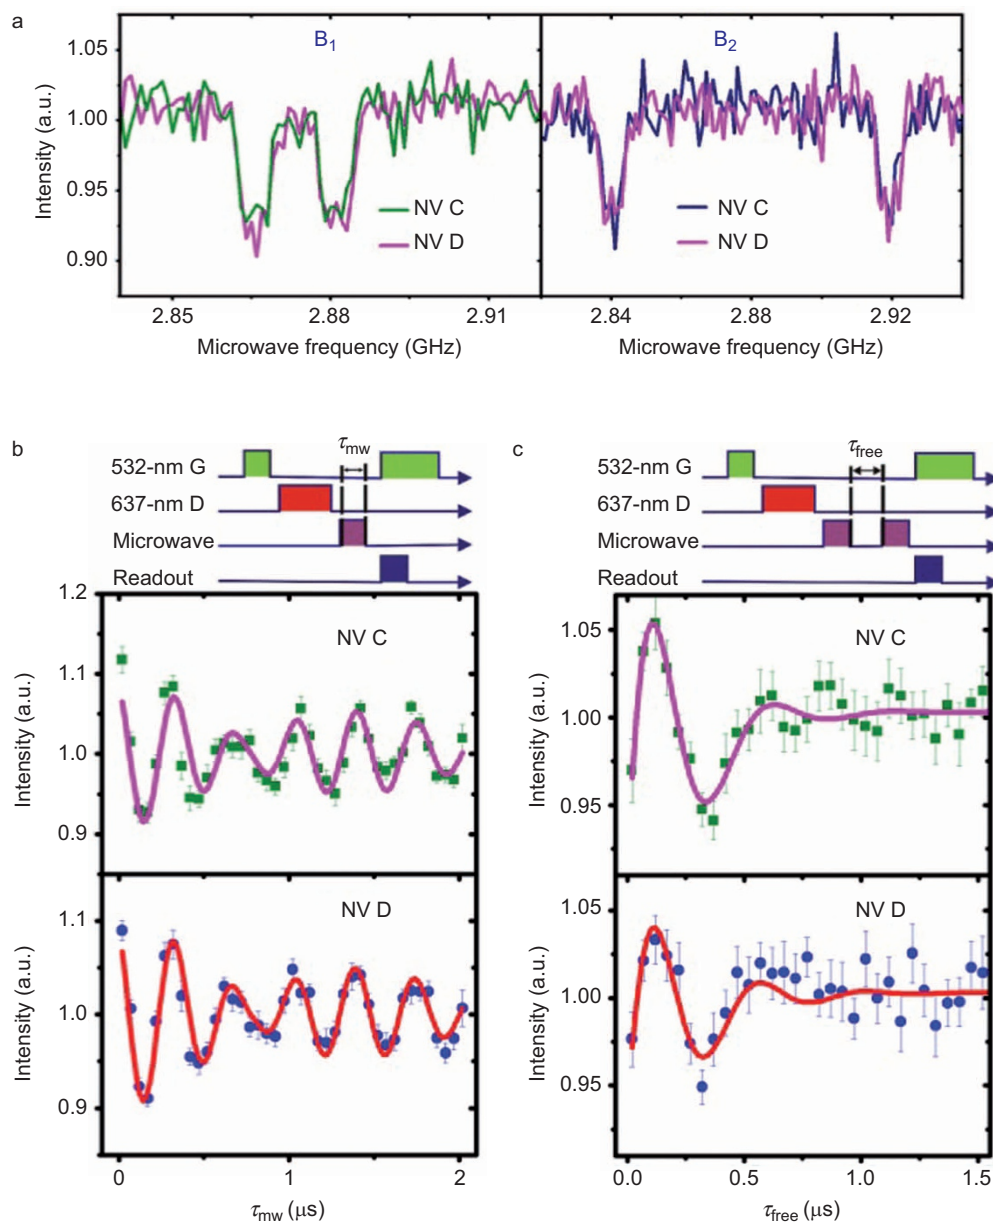 a
B1
B2
1.05
1.00
0.95
0.90
Intensity (a.u.)
NV C
NV D
NV C
NV D
2.85
2.88
2.91
2.84
2.88
2.92
Microwave frequency (GHz)
Microwave frequency (GHz)
b
τmw
532-nm G
637-nm D
Microwave
Readout
1.2
1.1
1.0
0.9
Intensity (a.u.)
NV C
1.1
1.0
0.9
Intensity (a.u.)
NV D
0
1
2
τmw (μs)
c
τfree
532-nm G
637-nm D
Microwave
Readout
1.05
1.00
0.95
Intensity (a.u.)
NV C
1.05
1.00
0.95
Intensity (a.u.)
NV D
0.0
0.5
1.0
1.5
τfree (μs)